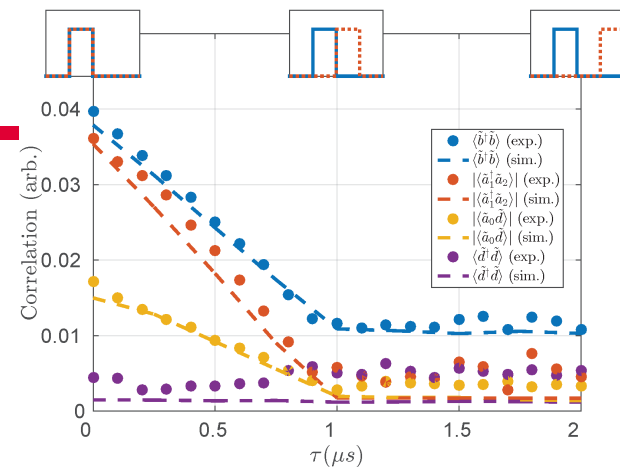 0.04
0.03
0.02
0.01
0
Correlation (arb.)
0
0.5
1
1.5
2
τ(μs)
⟨b̃†b̃⟩ (exp.)
⟨b̃†b̃⟩ (sim.)
|⟨ã₁†ã₂⟩| (exp.)
|⟨ã₁†ã₂⟩| (sim.)
|⟨ã₀d̃⟩| (exp.)
|⟨ã₀d̃⟩| (sim.)
⟨d̃†d̃⟩ (exp.)
⟨d̃†d̃⟩ (sim.)